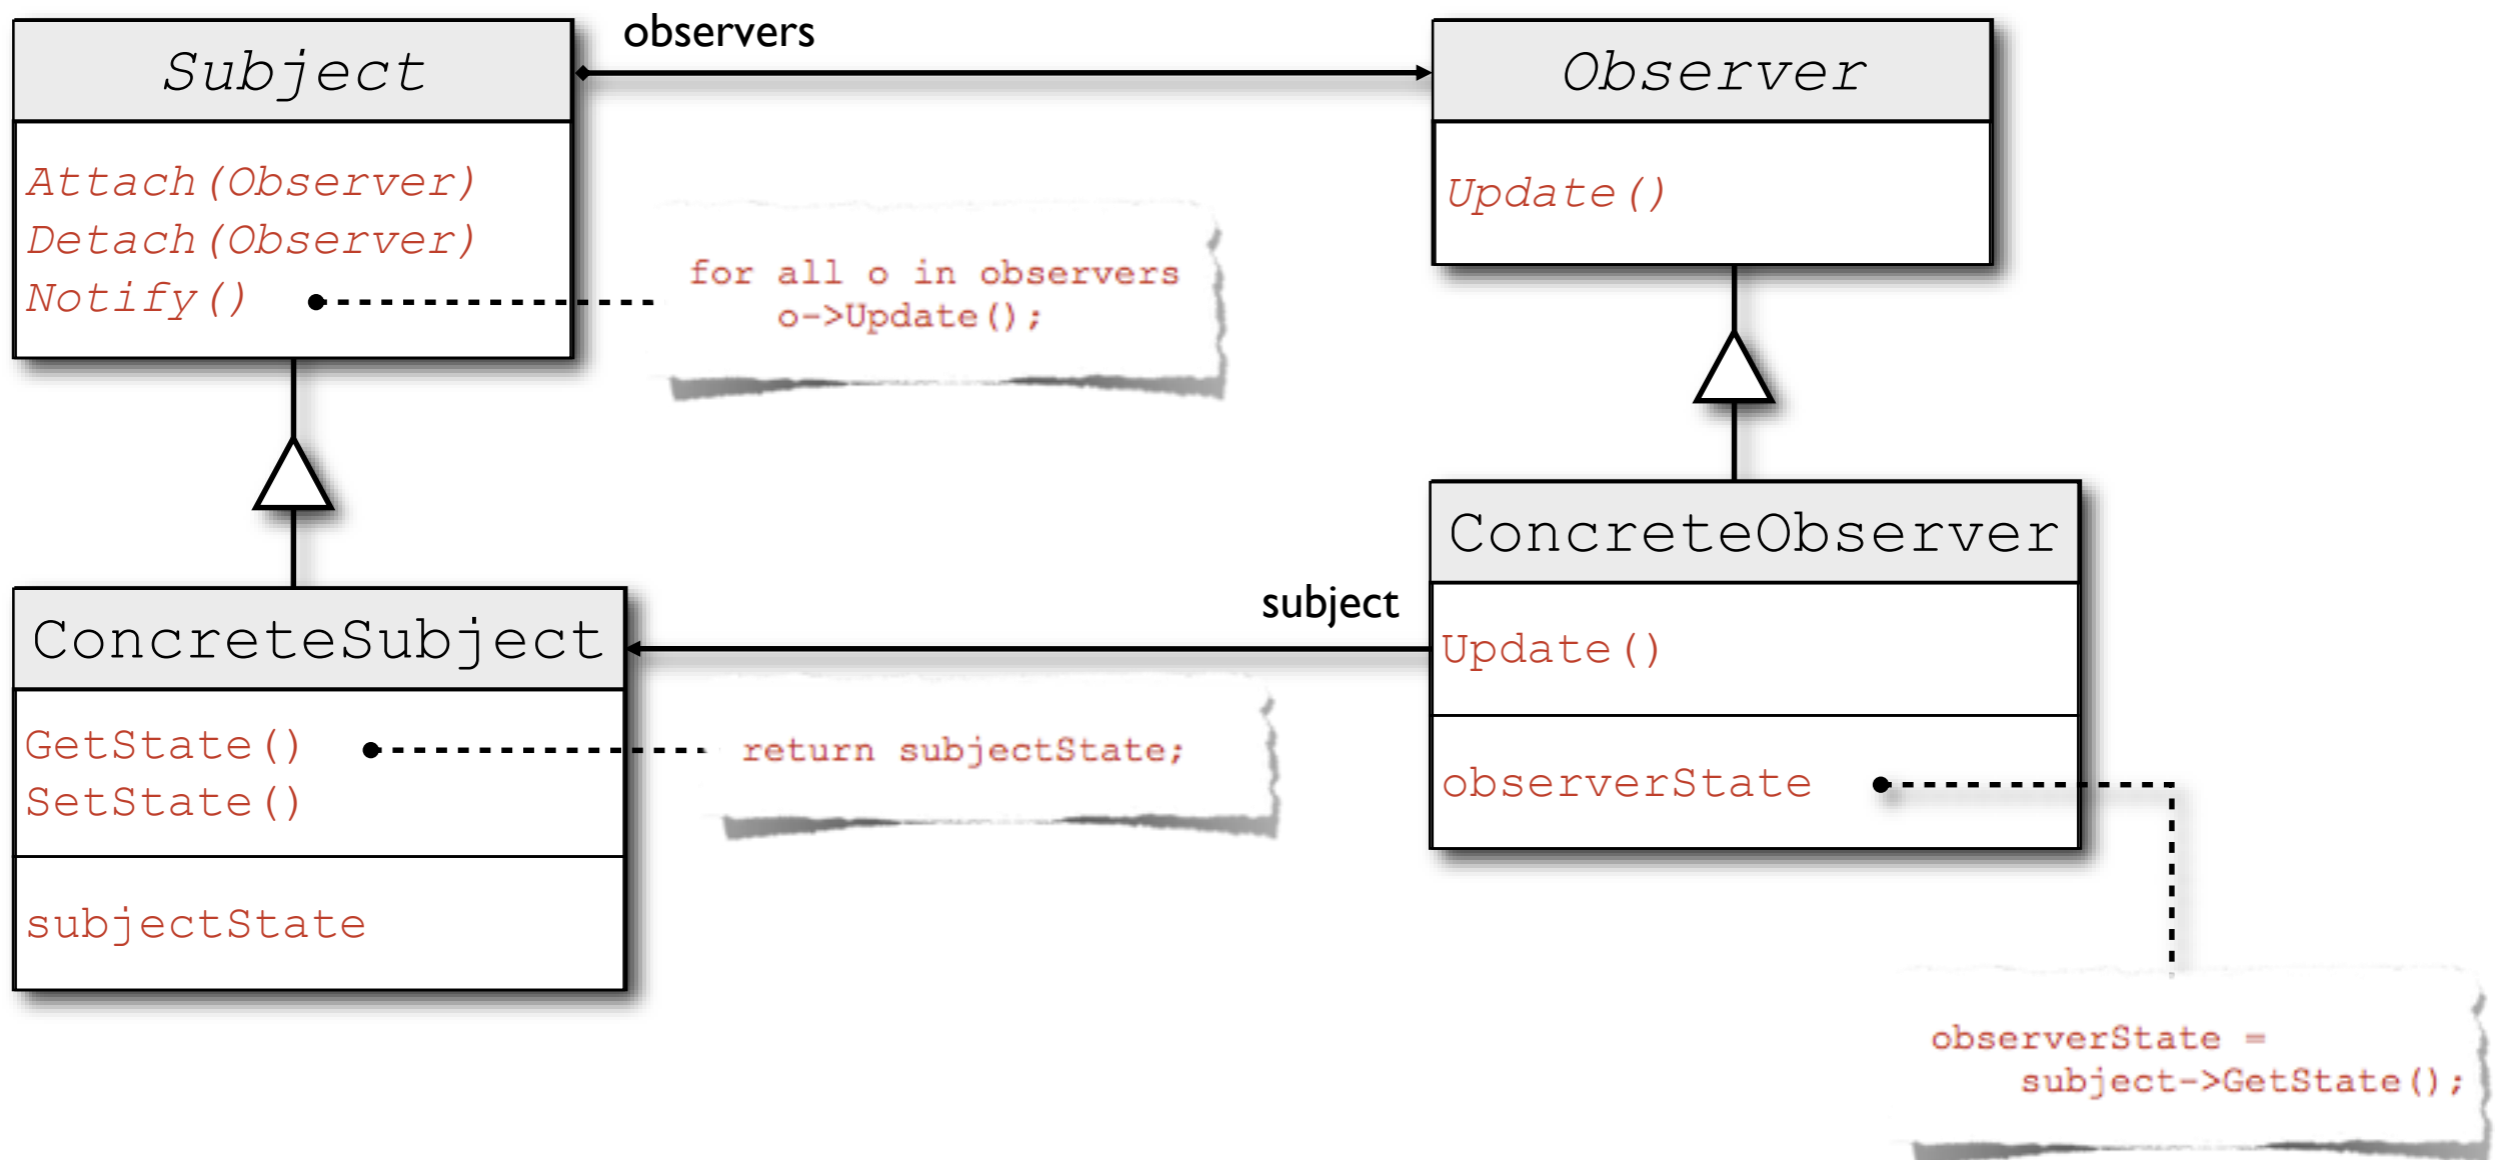 observers
Subject
Attach(Observer)
Detach(Observer)
Notify()
for all o in observers
o->Update();
Observer
Update()
ConcreteSubject
GetState()
SetState()
subjectState
return subjectState;
subject
ConcreteObserver
Update()
observerState
observerState =
subject->GetState();